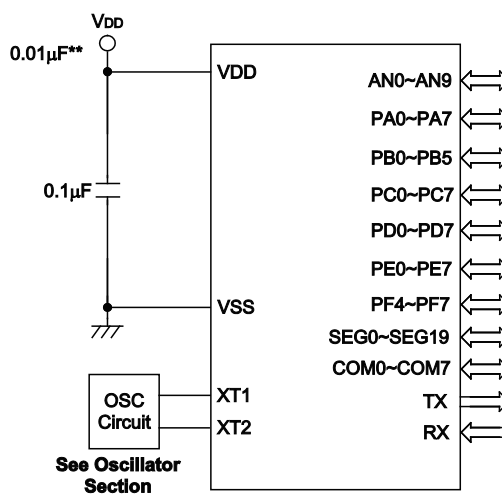 VDD
0.01μF**
VDD
0.1μF
VSS
OSC
Circuit
XT1
XT2
See Oscillator
Section
AN0~AN9
PA0~PA7
PB0~PB5
PC0~PC7
PD0~PD7
PE0~PE7
PF4~PF7
SEG0~SEG19
COM0~COM7
TX
RX